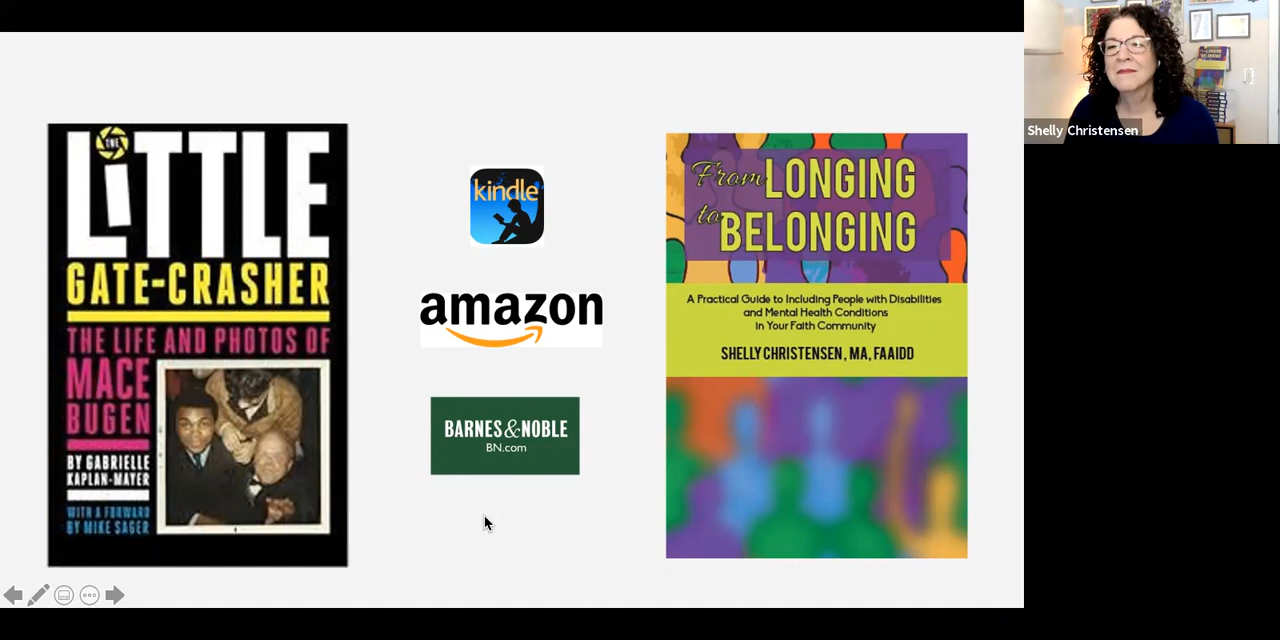 THE
LiTTLE
GATE-CRASHER
THE LIFE AND PHOTOS OF
MACE
BUGEN
BY GABRIELLE
KAPLAN-MAYER
WITH A FORWARD
BY MIKE SAGER
kindle
amazon
BARNES&NOBLE
BN.com
From LONGING
to BELONGING
A Practical Guide to Including People with Disabilities
and Mental Health Conditions
in Your Faith Community
SHELLY CHRISTENSEN, MA, FAAIDD
Shelly Christensen